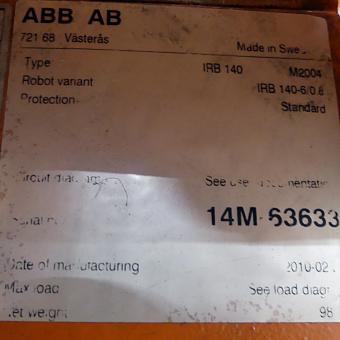 ABB AB
721 68 Västerås
Made in Swe
Type IRB 140 M2004
Robot variant IRB 140-6/0.8
Protection Standard
See
14M-63633
of manufacturing 2010-02
load See load diag
98